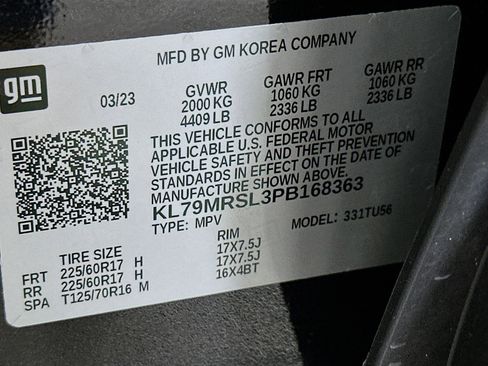 MFD BY GM KOREA COMPANY
gm
03/23
GVWR GAWR FRT GAWR RR
2000 KG 1060 KG 1060 KG
4409 LB 2336 LB 2336 LB
THIS VEHICLE CONFORMS TO ALL
APPLICABLE U.S. FEDERAL MOTOR
VEHICLE SAFETY AND THEFT PREVENTION
STANDARDS IN EFFECT ON THE DATE OF
MANUFACTURE SHOWN ABOVE.
KL79MRSL3PB168363
TYPE: MPV MODEL: 331TU56
TIRE SIZE RIM
FRT 225/60R17 H 17X7.5J
RR 225/60R17 H 17X7.5J
SPA T125/70R16 M 16X4BT